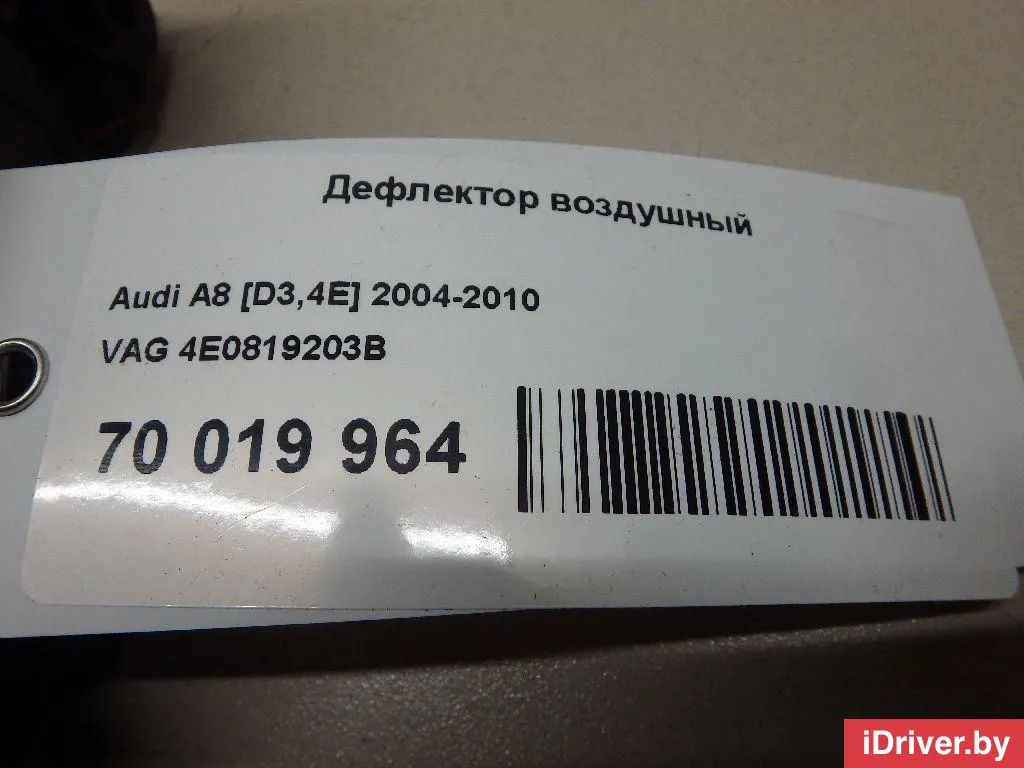 Дефлектор воздушный
Audi A8 [D3,4E] 2004-2010
VAG 4E0819203B
70 019 964
iDriver.by